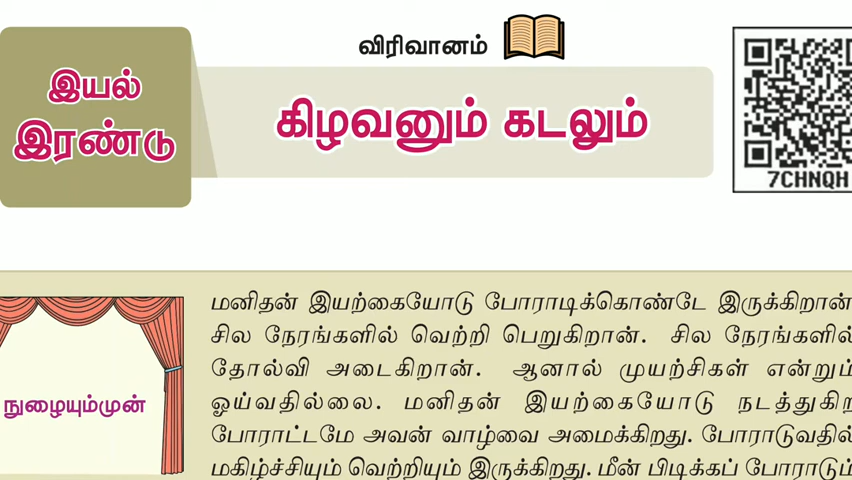 விரிவானம்
இயல்
இரண்டு
கிழவனும் கடலும்
7CHNQH
நுழையும்முன்
மனிதன் இயற்கையோடு போராடிக்கொண்டே இருக்கிறான்
சில நேரங்களில் வெற்றி பெறுகிறான். சில நேரங்களில்
தோல்வி அடைகிறான். ஆனால் முயற்சிகள் என்றும்
ஓய்வதில்லை. மனிதன் இயற்கையோடு நடத்துகிற
போராட்டமே அவன் வாழ்வை அமைக்கிறது. போராடுவதில்
மகிழ்ச்சியும் வெற்றியும் இருக்கிறது. மீன் பிடிக்கப் போராடும்